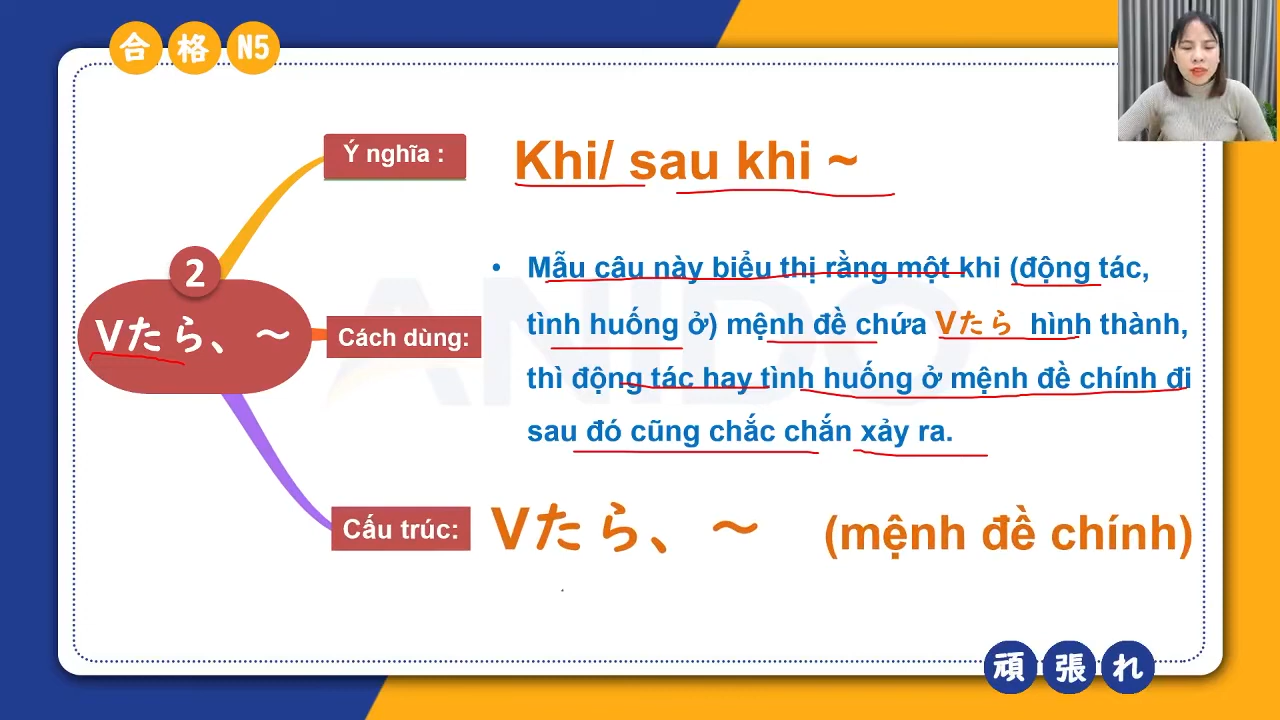 合格 N5
Ý nghĩa :
Khi/ sau khi ~
2
Vたら、～
Cách dùng:
• Mẫu câu này biểu thị rằng một khi (động tác,
tình huống ở) mệnh đề chứa Vたら hình thành,
thì động tác hay tình huống ở mệnh đề chính đi
sau đó cũng chắc chắn xảy ra.
Cấu trúc:
Vたら、～ (mệnh đề chính)
ANIDO
頑張れ